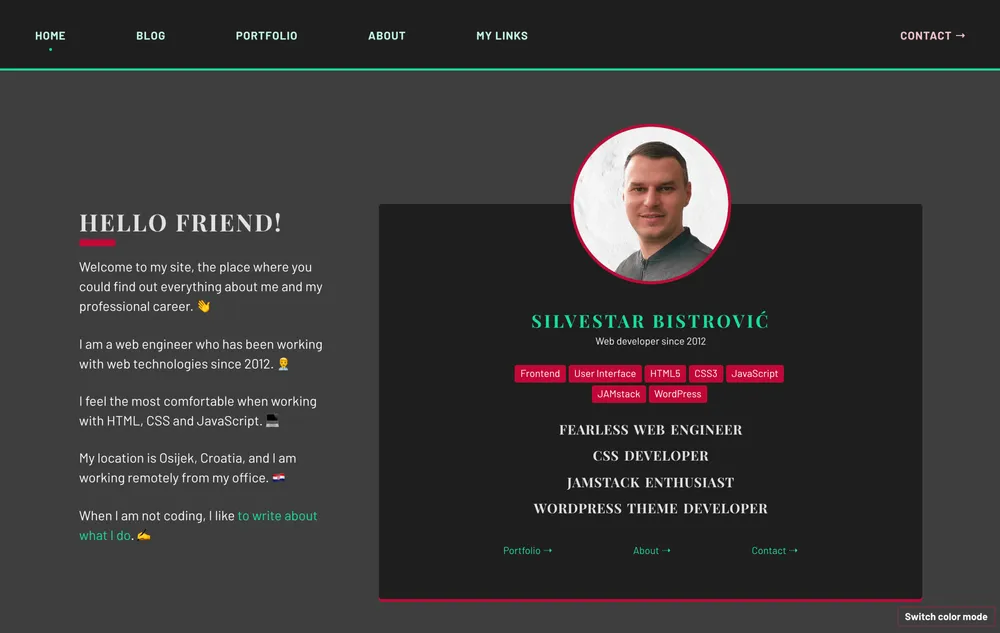 HOME BLOG PORTFOLIO ABOUT MY LINKS CONTACT →
HELLO FRIEND!
Welcome to my site, the place where you
could find out everything about me and my
professional career. 👋
I am a web engineer who has been working
with web technologies since 2012. 👨‍💼
I feel the most comfortable when working
with HTML, CSS and JavaScript. 💻
My location is Osijek, Croatia, and I am
working remotely from my office. 🇭🇷
When I am not coding, I like to write about
what I do. ✍️
SILVESTAR BISTROVIĆ
Web developer since 2012
Frontend User Interface HTML5 CSS3 JavaScript
JAMstack WordPress
FEARLESS WEB ENGINEER
CSS DEVELOPER
JAMSTACK ENTHUSIAST
WORDPRESS THEME DEVELOPER
Portfolio → About → Contact →
Switch color mode